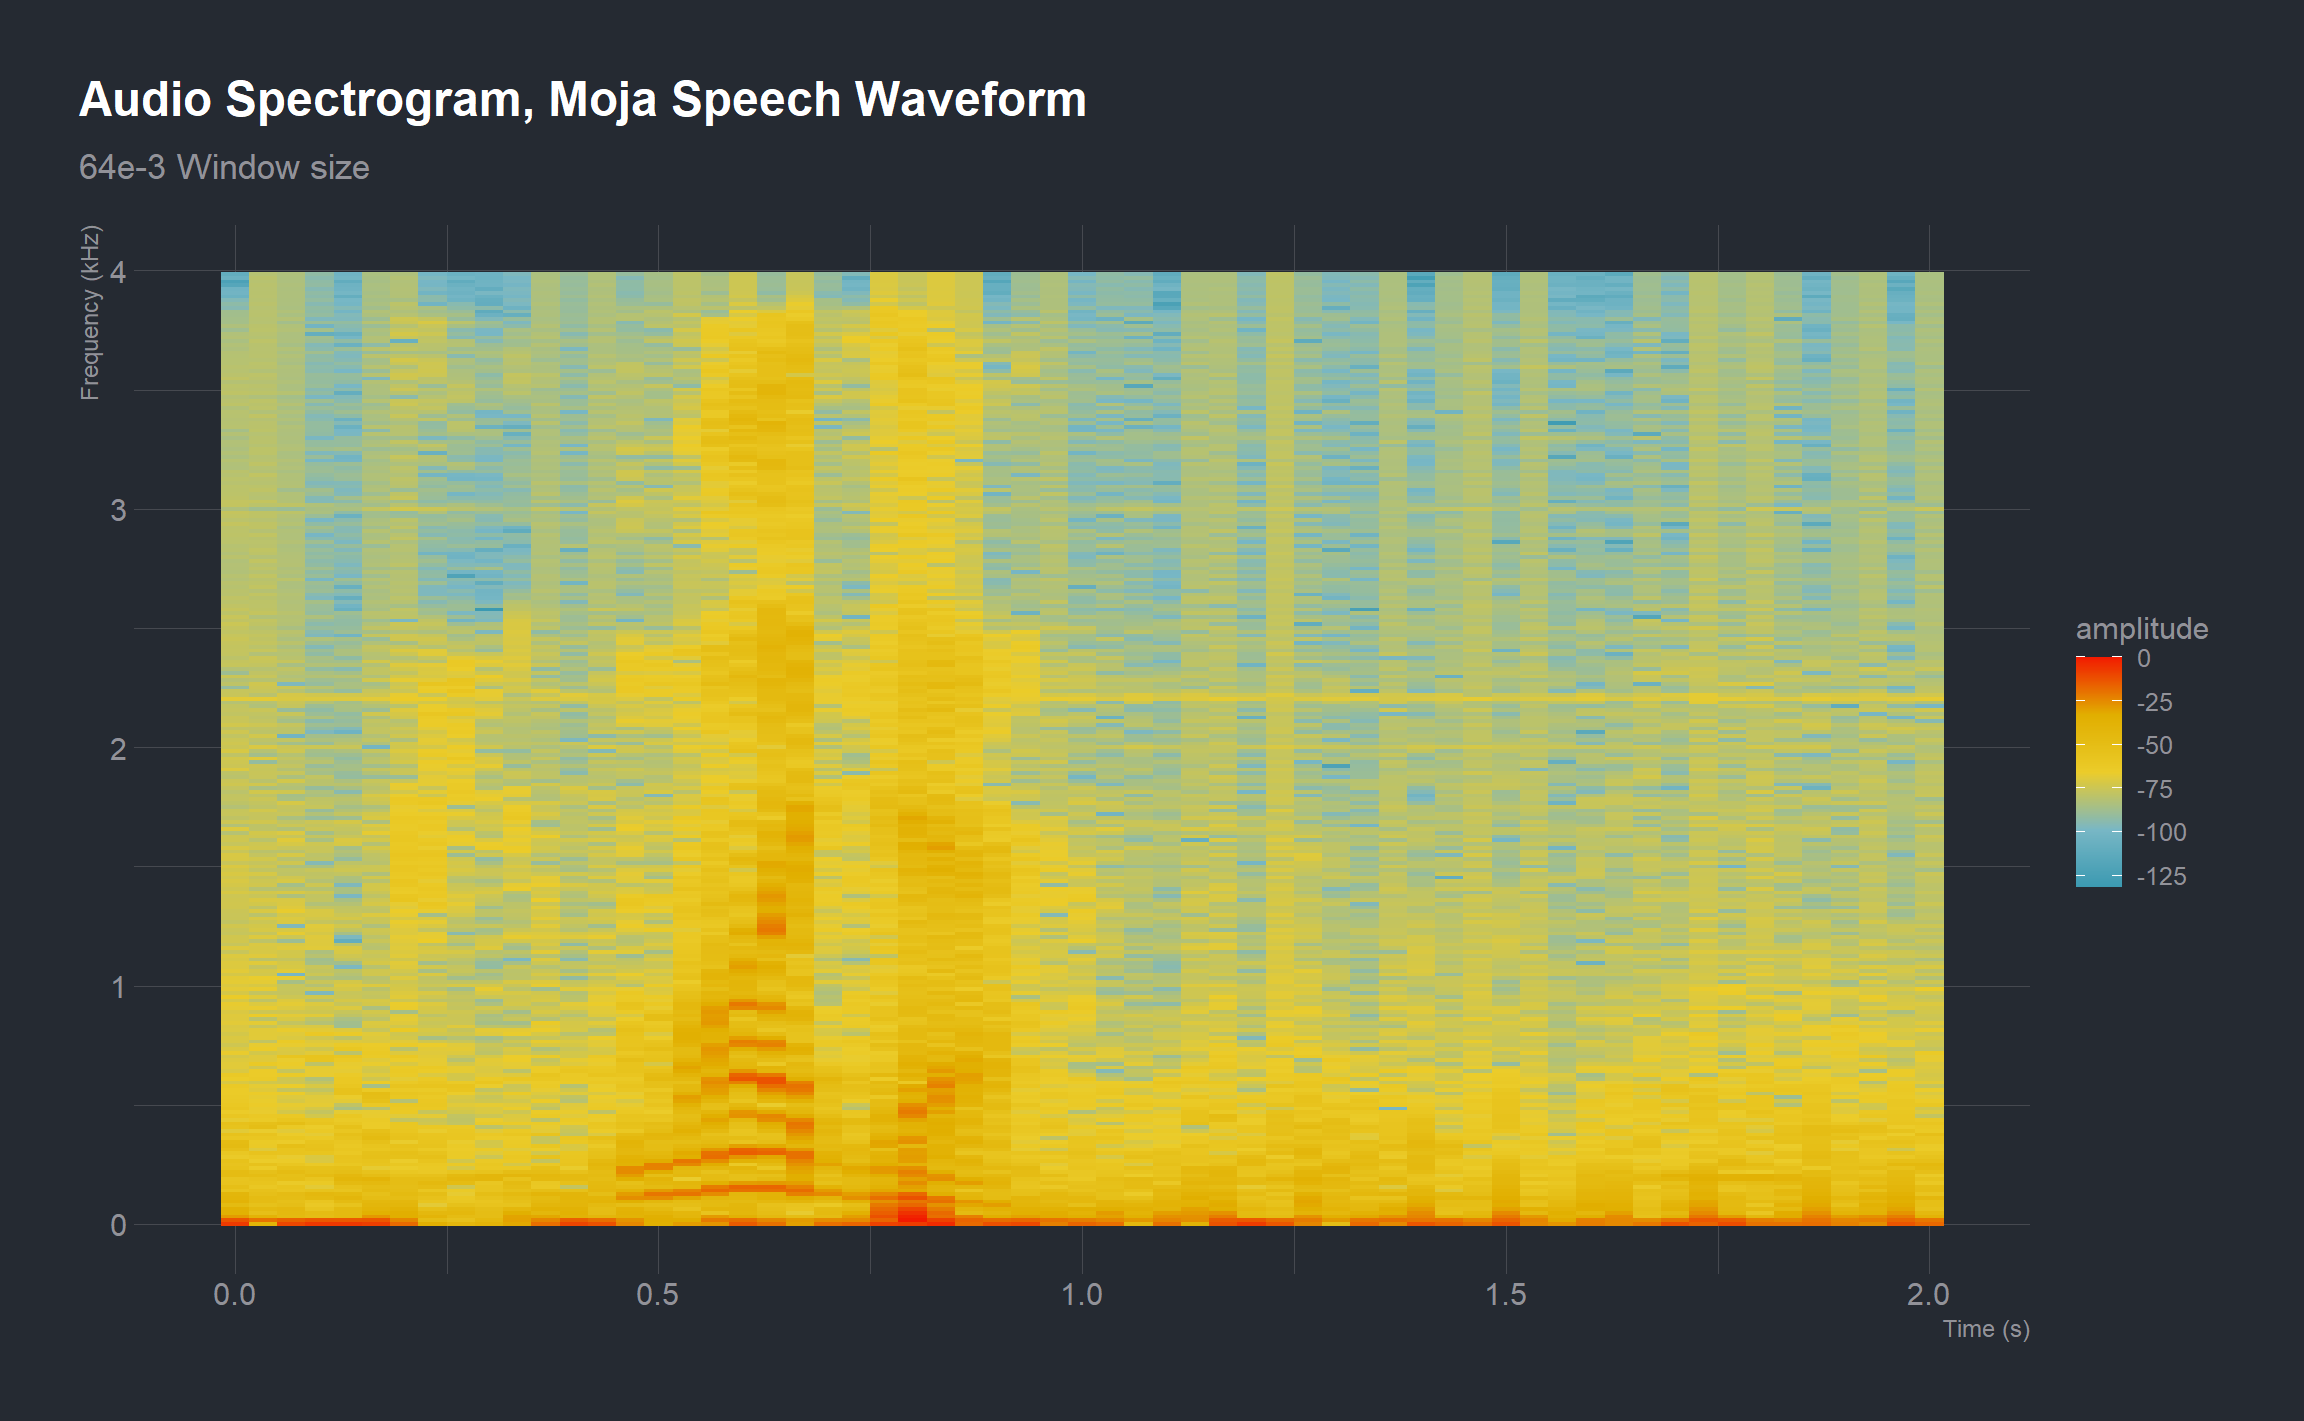 Audio Spectrogram, Moja Speech Waveform
64e-3 Window size
Frequency (kHz)
4
3
2
1
0
0.0 0.5 1.0 1.5 2.0
Time (s)
amplitude
0
-25
-50
-75
-100
-125